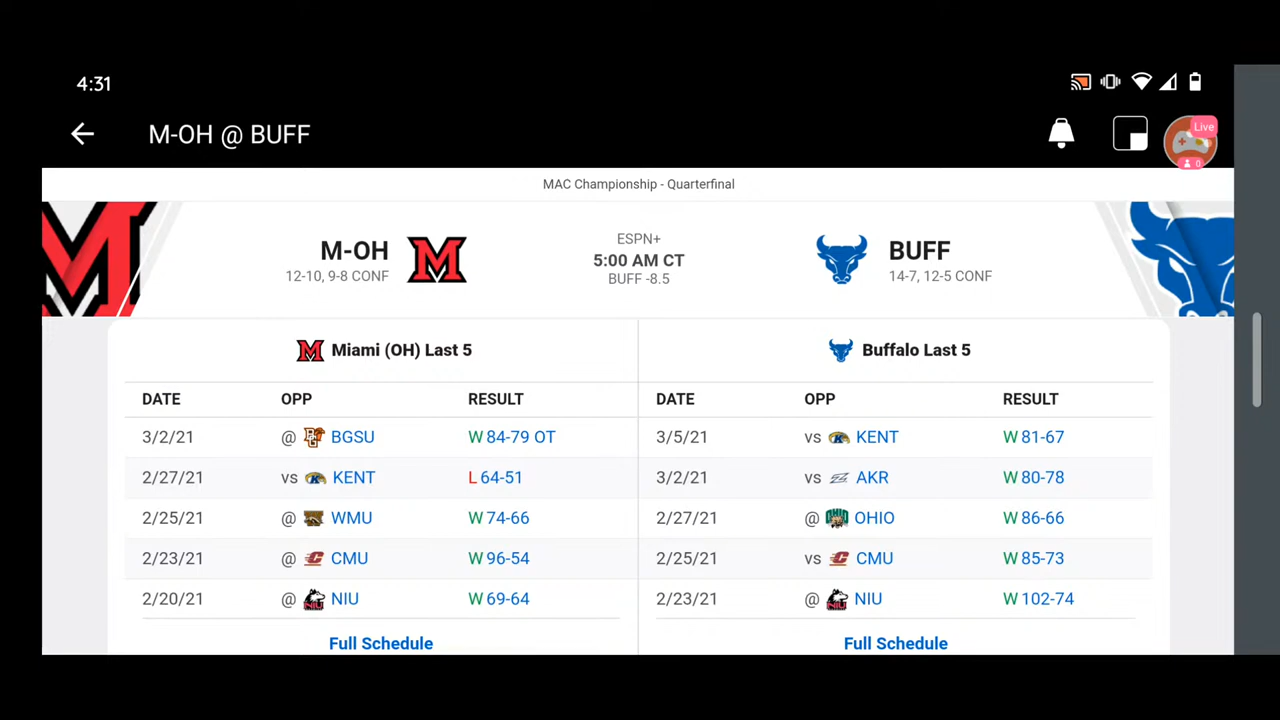 4:31
M-OH @ BUFF
Live
0
MAC Championship - Quarterfinal
M-OH
12-10, 9-8 CONF
ESPN+
5:00 AM CT
BUFF -8.5
BUFF
14-7, 12-5 CONF
Miami (OH) Last 5
DATE OPP RESULT
3/2/21 @ BGSU W 84-79 OT
2/27/21 vs KENT L 64-51
2/25/21 @ WMU W 74-66
2/23/21 @ CMU W 96-54
2/20/21 @ NIU W 69-64
Full Schedule
Buffalo Last 5
DATE OPP RESULT
3/5/21 vs KENT W 81-67
3/2/21 vs AKR W 80-78
2/27/21 @ OHIO W 86-66
2/25/21 vs CMU W 85-73
2/23/21 @ NIU W 102-74
Full Schedule